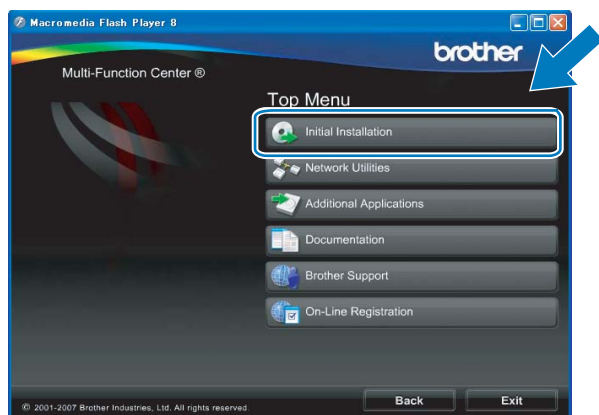 Macromedia Flash Player 8
brother
Multi-Function Center ®
Top Menu
Initial Installation
Network Utilities
Additional Applications
Documentation
Brother Support
On-Line Registration
© 2001-2007 Brother Industries, Ltd. All rights reserved.
Back
Exit